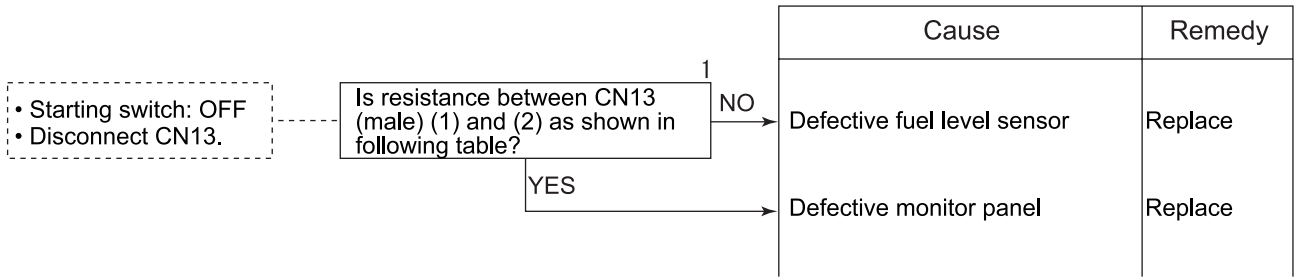 Cause
Remedy
• Starting switch: OFF
• Disconnect CN13.
1
Is resistance between CN13
(male) (1) and (2) as shown in
following table?
NO
Defective fuel level sensor
Replace
YES
Defective monitor panel
Replace